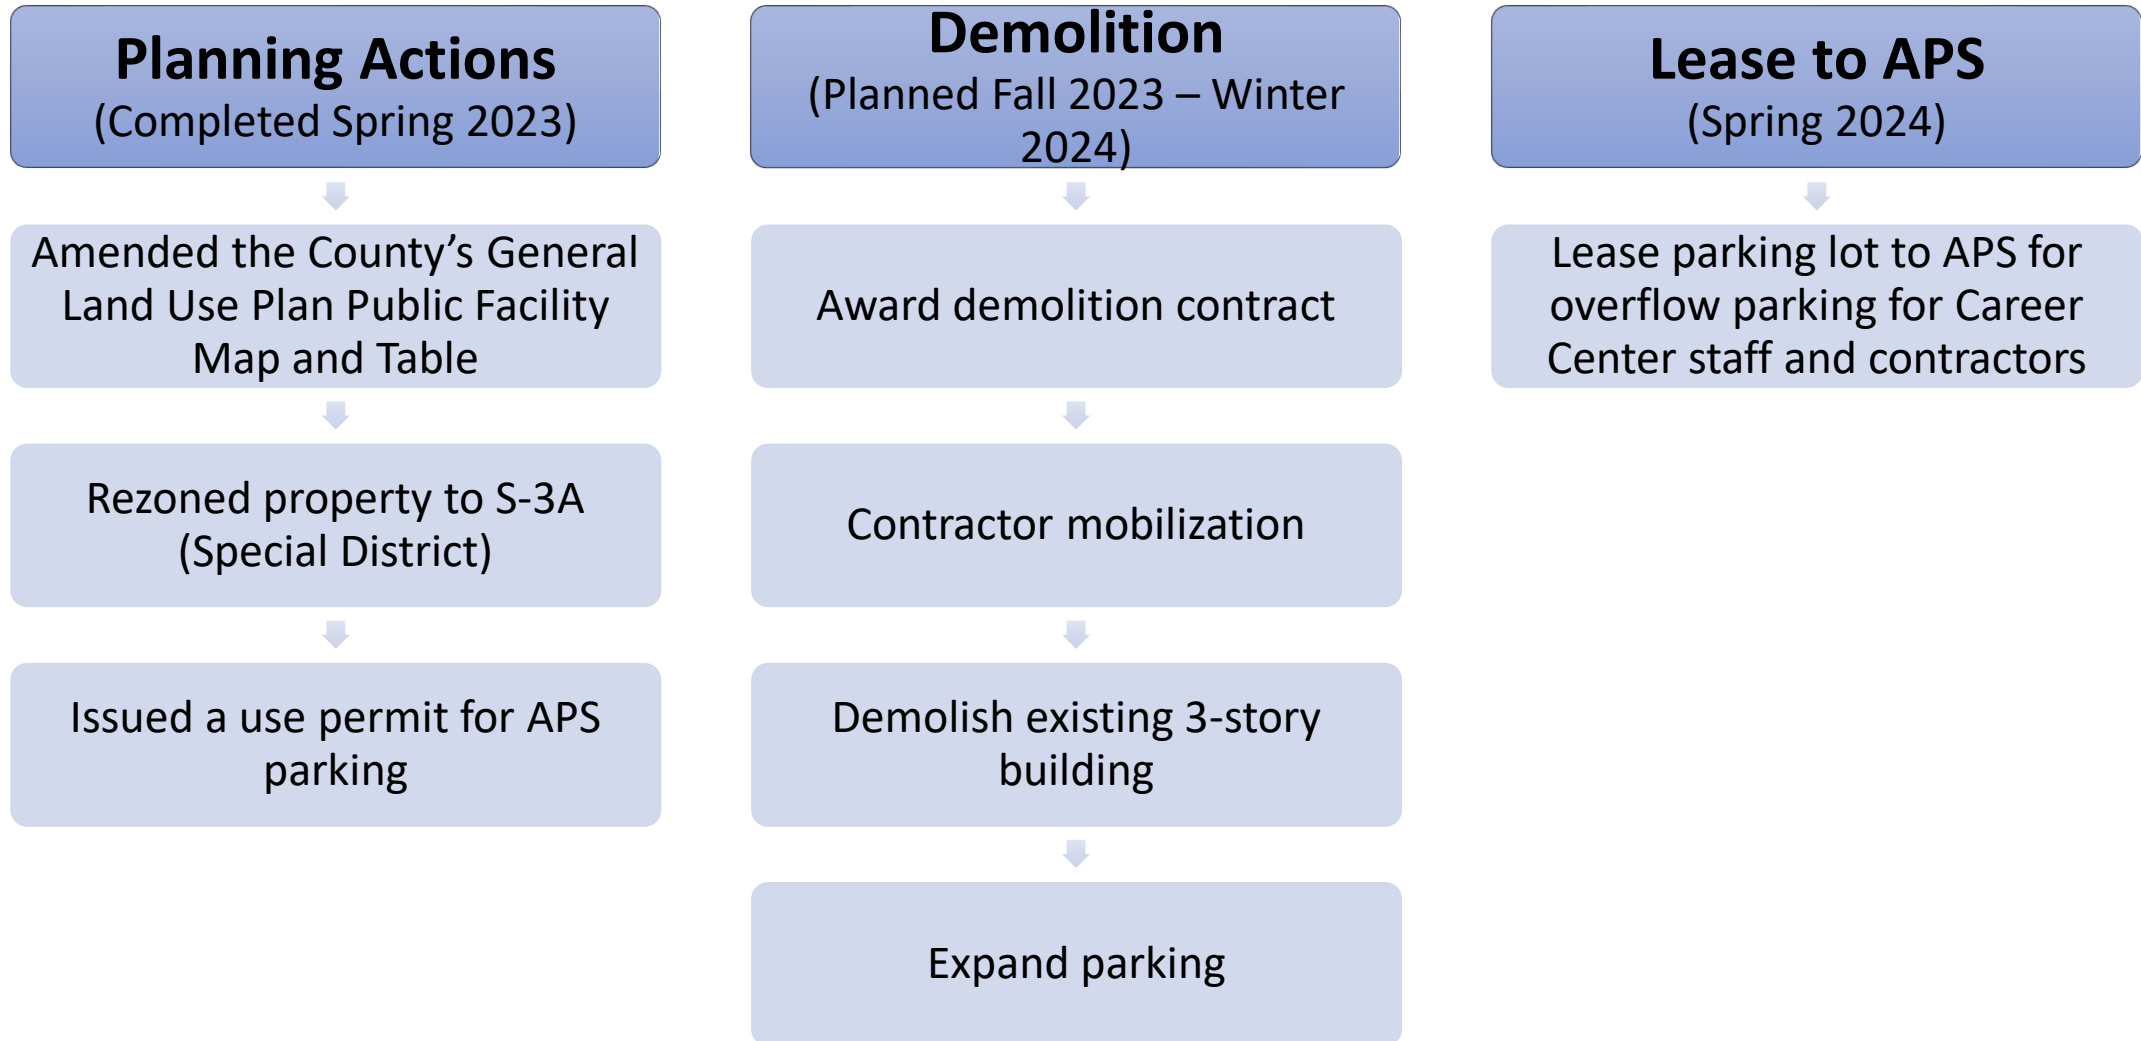 Planning Actions
(Completed Spring 2023)
Amended the County’s General
Land Use Plan Public Facility
Map and Table
Rezoned property to S-3A
(Special District)
Issued a use permit for APS
parking
Demolition
(Planned Fall 2023 – Winter
2024)
Award demolition contract
Contractor mobilization
Demolish existing 3-story
building
Expand parking
Lease to APS
(Spring 2024)
Lease parking lot to APS for
overflow parking for Career
Center staff and contractors